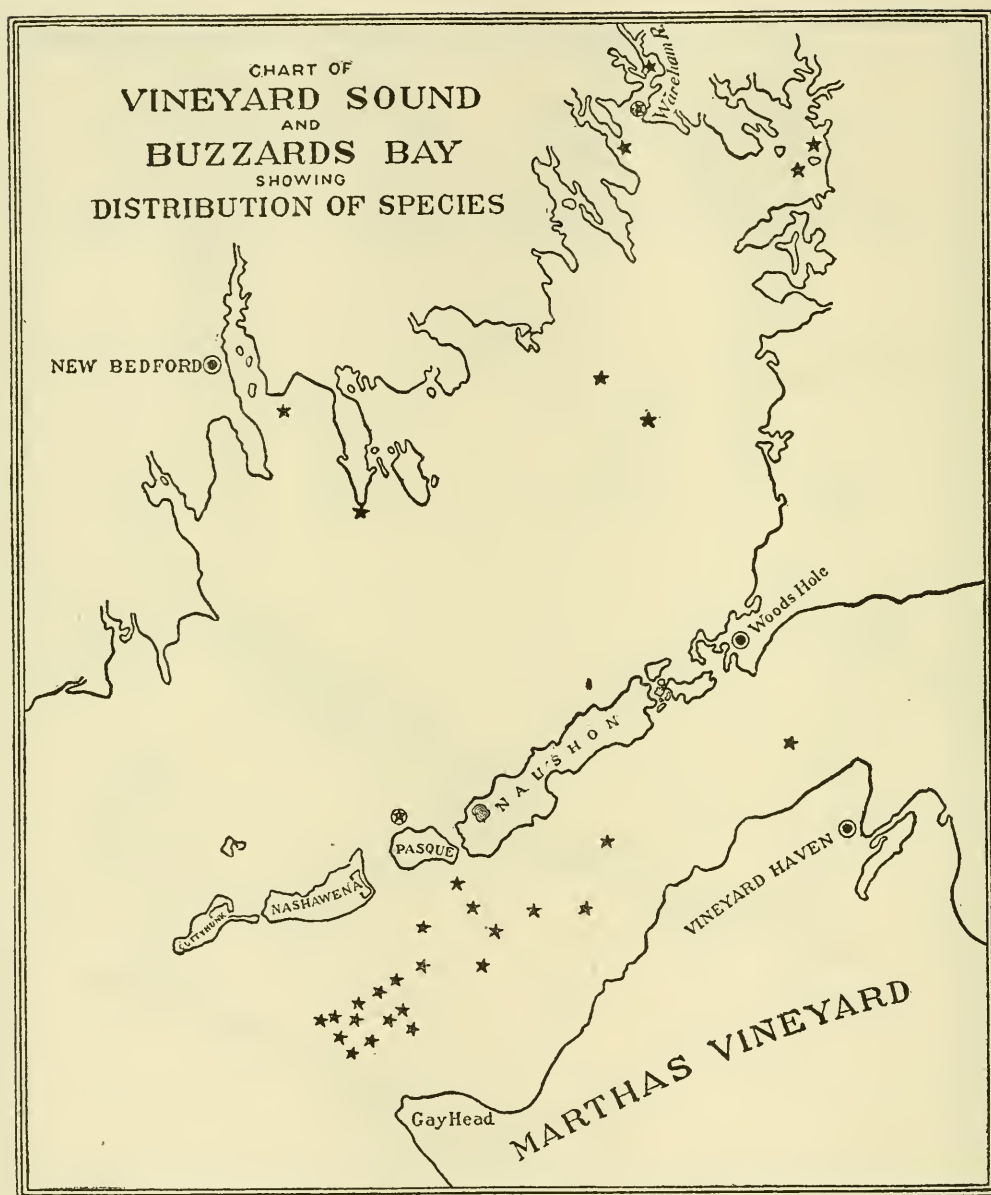 CHART OF
VINEYARD SOUND
AND
BUZZARDS BAY
SHOWING
DISTRIBUTION OF SPECIES
Wareham R.
NEW BEDFORD
Woods Hole
NAUSHON
PASQUE
NASHAWENA
CUTTYHUNK
VINEYARD HAVEN
MARTHAS VINEYARD
Gay Head